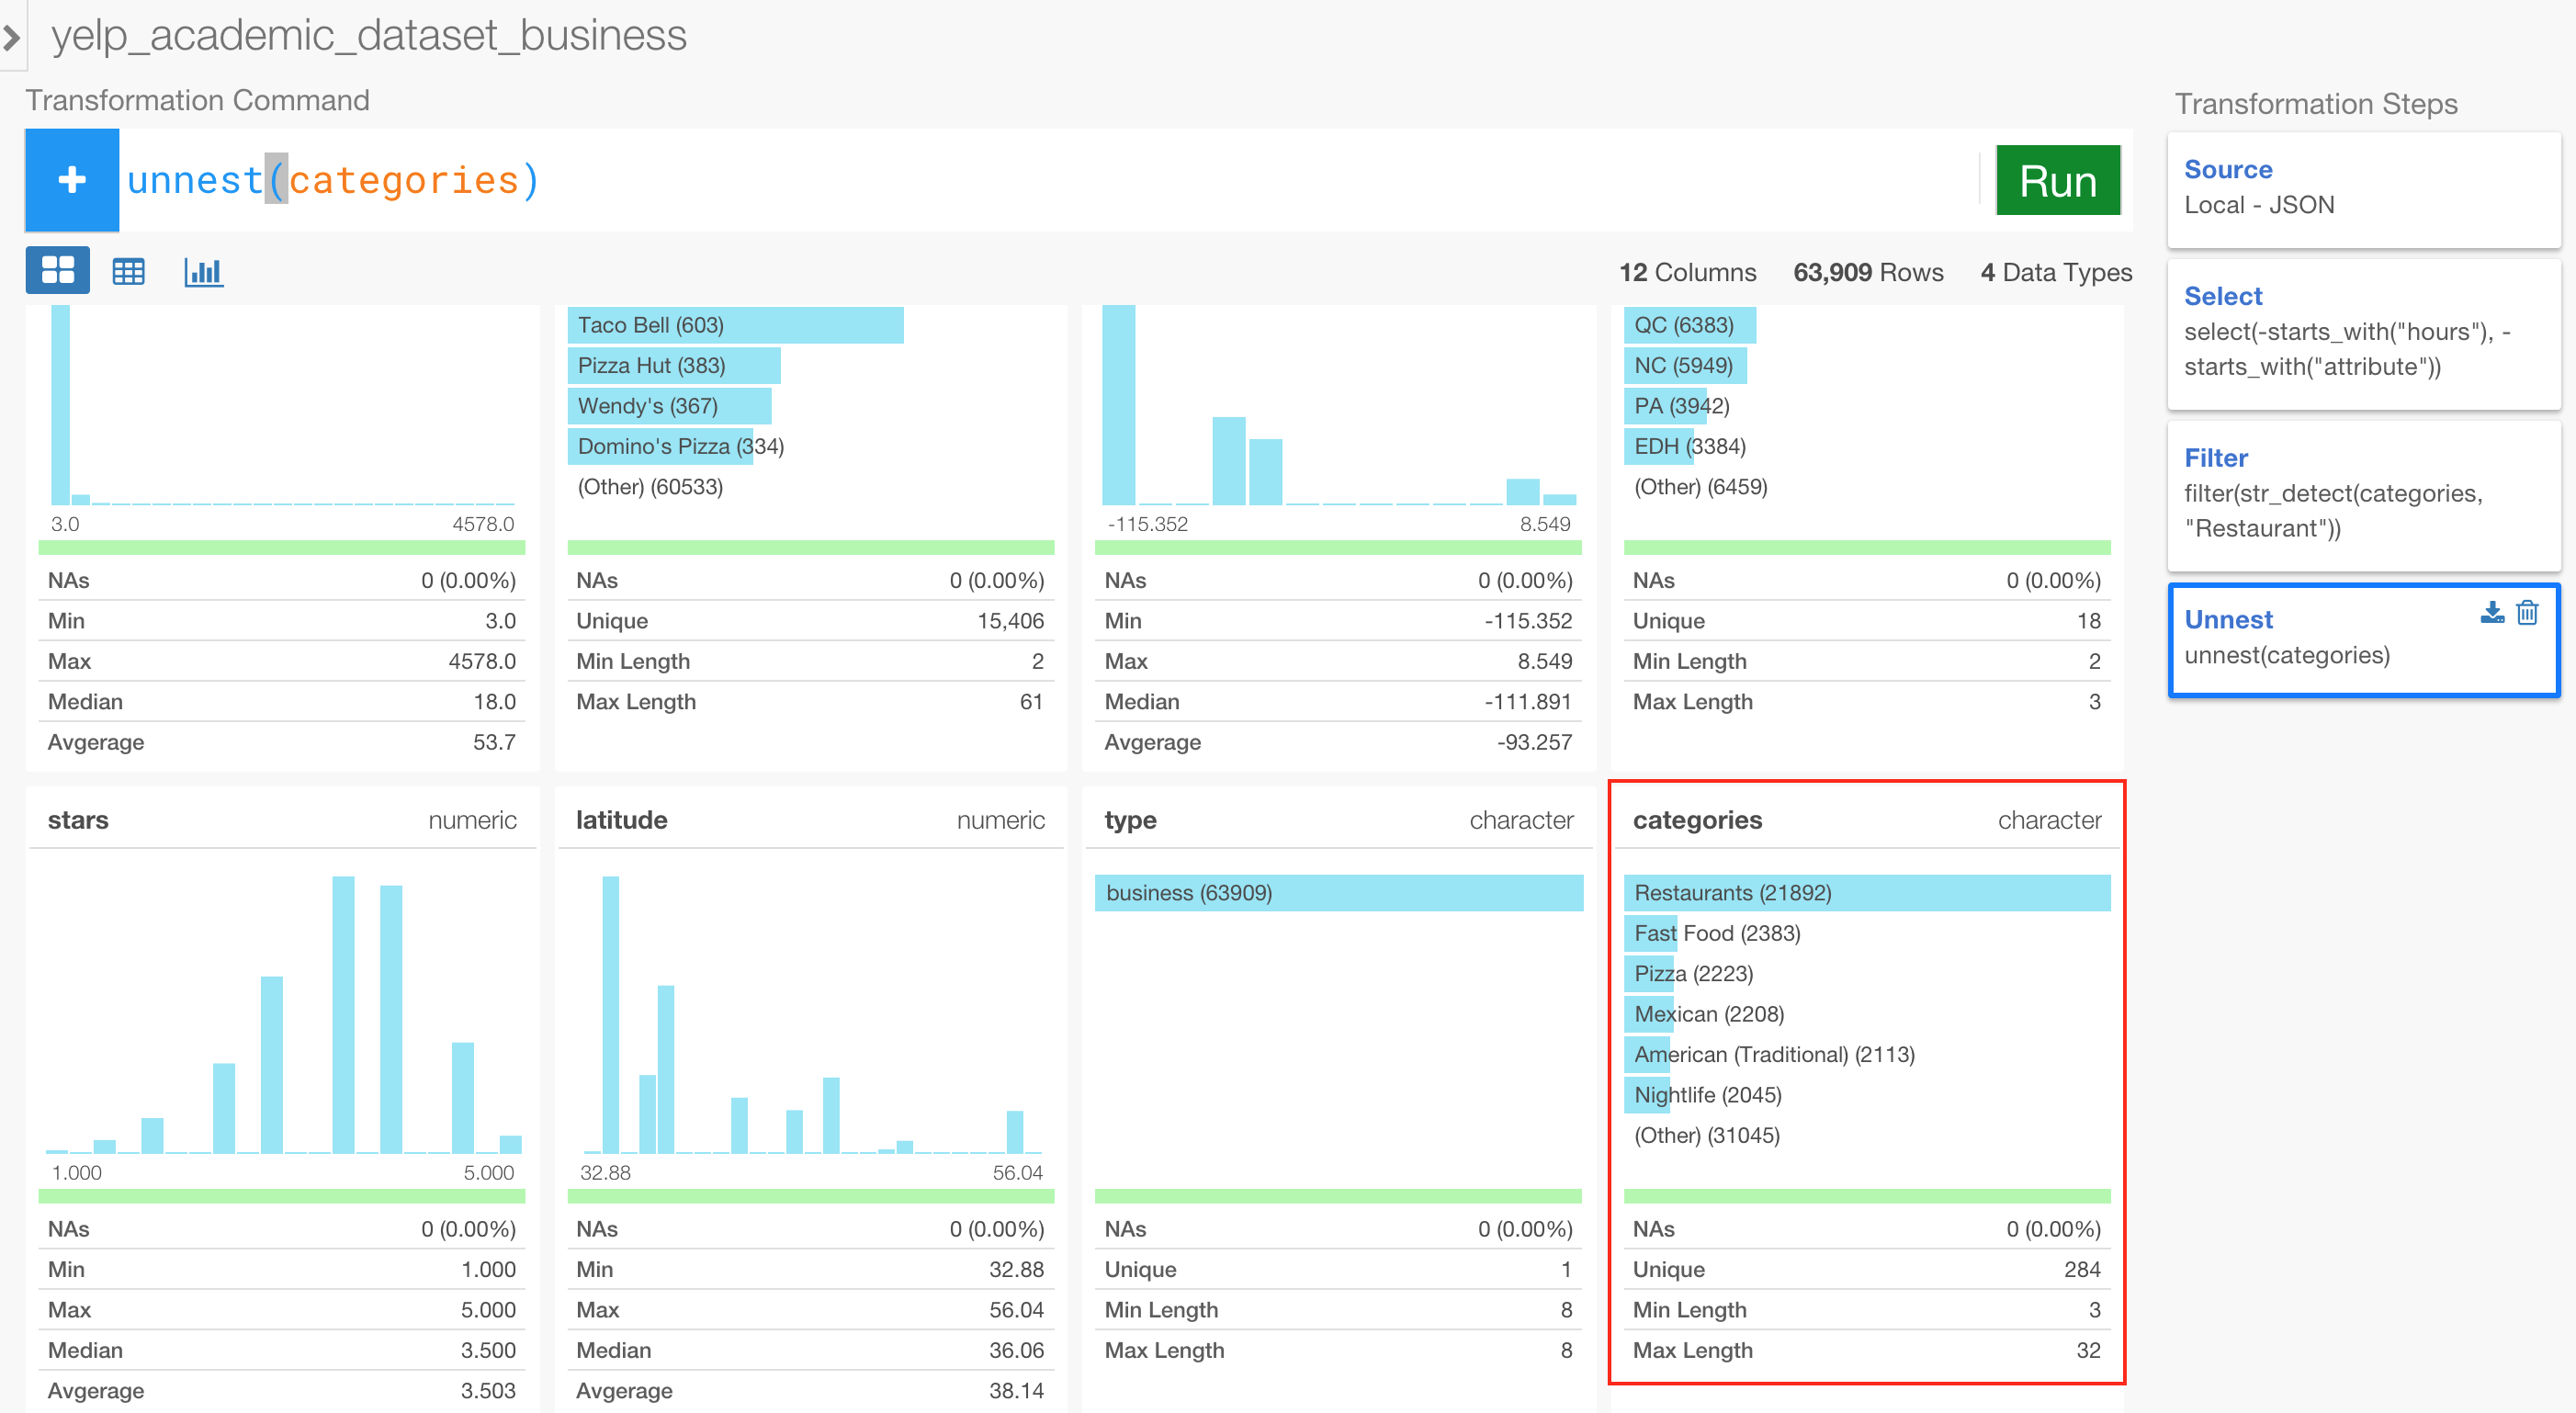 yelp_academic_dataset_business
Transformation Command
unnest(categories)
Run
12 Columns 63,909 Rows 4 Data Types
3.0 4578.0
NAs 0 (0.00%)
Min 3.0
Max 4578.0
Median 18.0
Avgerage 53.7
Taco Bell (603)
Pizza Hut (383)
Wendy's (367)
Domino's Pizza (334)
(Other) (60533)
NAs 0 (0.00%)
Unique 15,406
Min Length 2
Max Length 61
-115.352 8.549
NAs 0 (0.00%)
Min -115.352
Max 8.549
Median -111.891
Avgerage -93.257
QC (6383)
NC (5949)
PA (3942)
EDH (3384)
(Other) (6459)
NAs 0 (0.00%)
Unique 18
Min Length 2
Max Length 3
stars numeric
1.000 5.000
NAs 0 (0.00%)
Min 1.000
Max 5.000
Median 3.500
Avgerage 3.503
latitude numeric
32.88 56.04
NAs 0 (0.00%)
Min 32.88
Max 56.04
Median 36.06
Avgerage 38.14
type character
business (63909)
NAs 0 (0.00%)
Unique 1
Min Length 8
Max Length 8
categories character
Restaurants (21892)
Fast Food (2383)
Pizza (2223)
Mexican (2208)
American (Traditional) (2113)
Nightlife (2045)
(Other) (31045)
NAs 0 (0.00%)
Unique 284
Min Length 3
Max Length 32
Transformation Steps
Source
Local - JSON
Select
select(-starts_with("hours"), -
starts_with("attribute"))
Filter
filter(str_detect(categories,
"Restaurant"))
Unnest
unnest(categories)